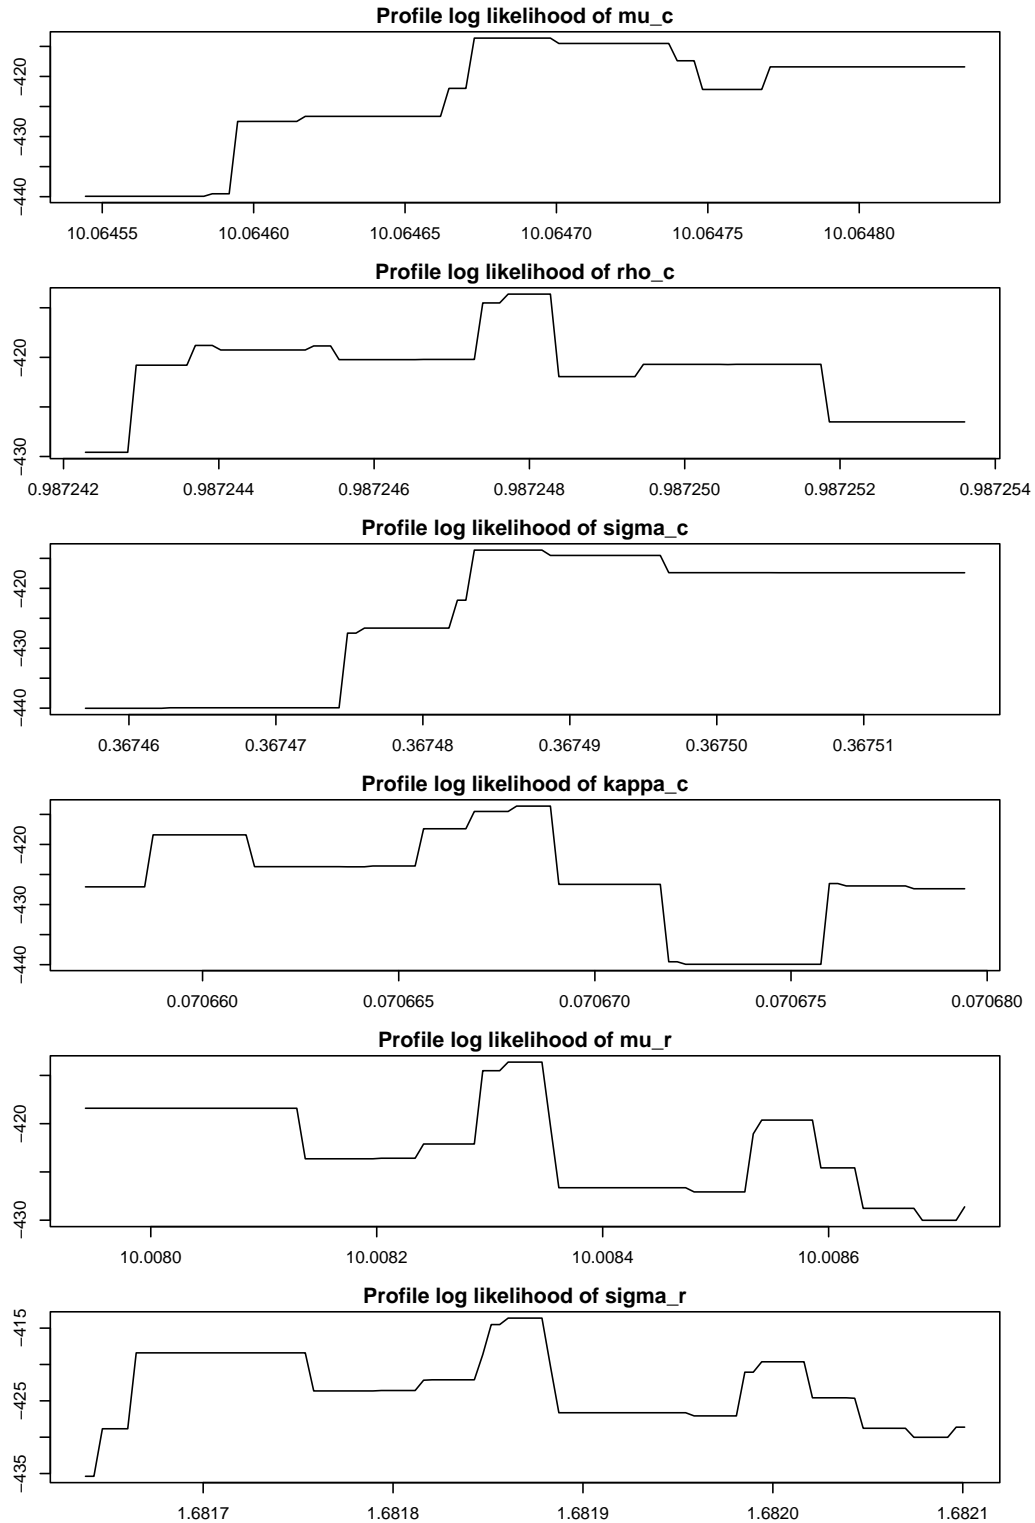 Profile log likelihood of mu_c
−420
−430
−440
10.06455 10.06460 10.06465 10.06470 10.06475 10.06480
Profile log likelihood of rho_c
−420
−430
0.987242 0.987244 0.987246 0.987248 0.987250 0.987252 0.987254
Profile log likelihood of sigma_c
−420
−430
−440
0.36746 0.36747 0.36748 0.36749 0.36750 0.36751
Profile log likelihood of kappa_c
−420
−430
−440
0.070660 0.070665 0.070670 0.070675 0.070680
Profile log likelihood of mu_r
−420
−430
10.0080 10.0082 10.0084 10.0086
Profile log likelihood of sigma_r
−415
−425
−435
1.6817 1.6818 1.6819 1.6820 1.6821